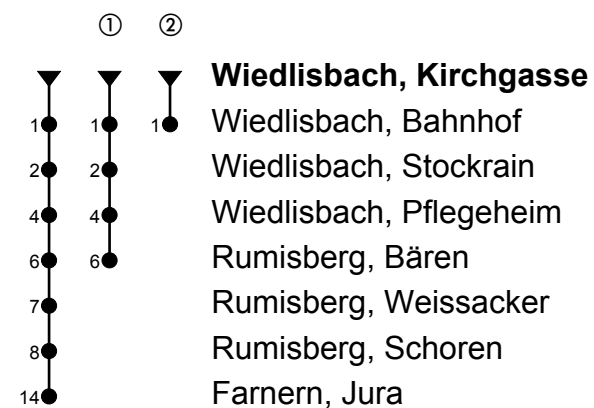 ① ②
Wiedlisbach, Kirchgasse
1 1 1 Wiedlisbach, Bahnhof
2 2 Wiedlisbach, Stockrain
4 4 Wiedlisbach, Pflegeheim
6 6 Rumisberg, Bären
7 Rumisberg, Weissacker
8 Rumisberg, Schoren
14 Farnern, Jura